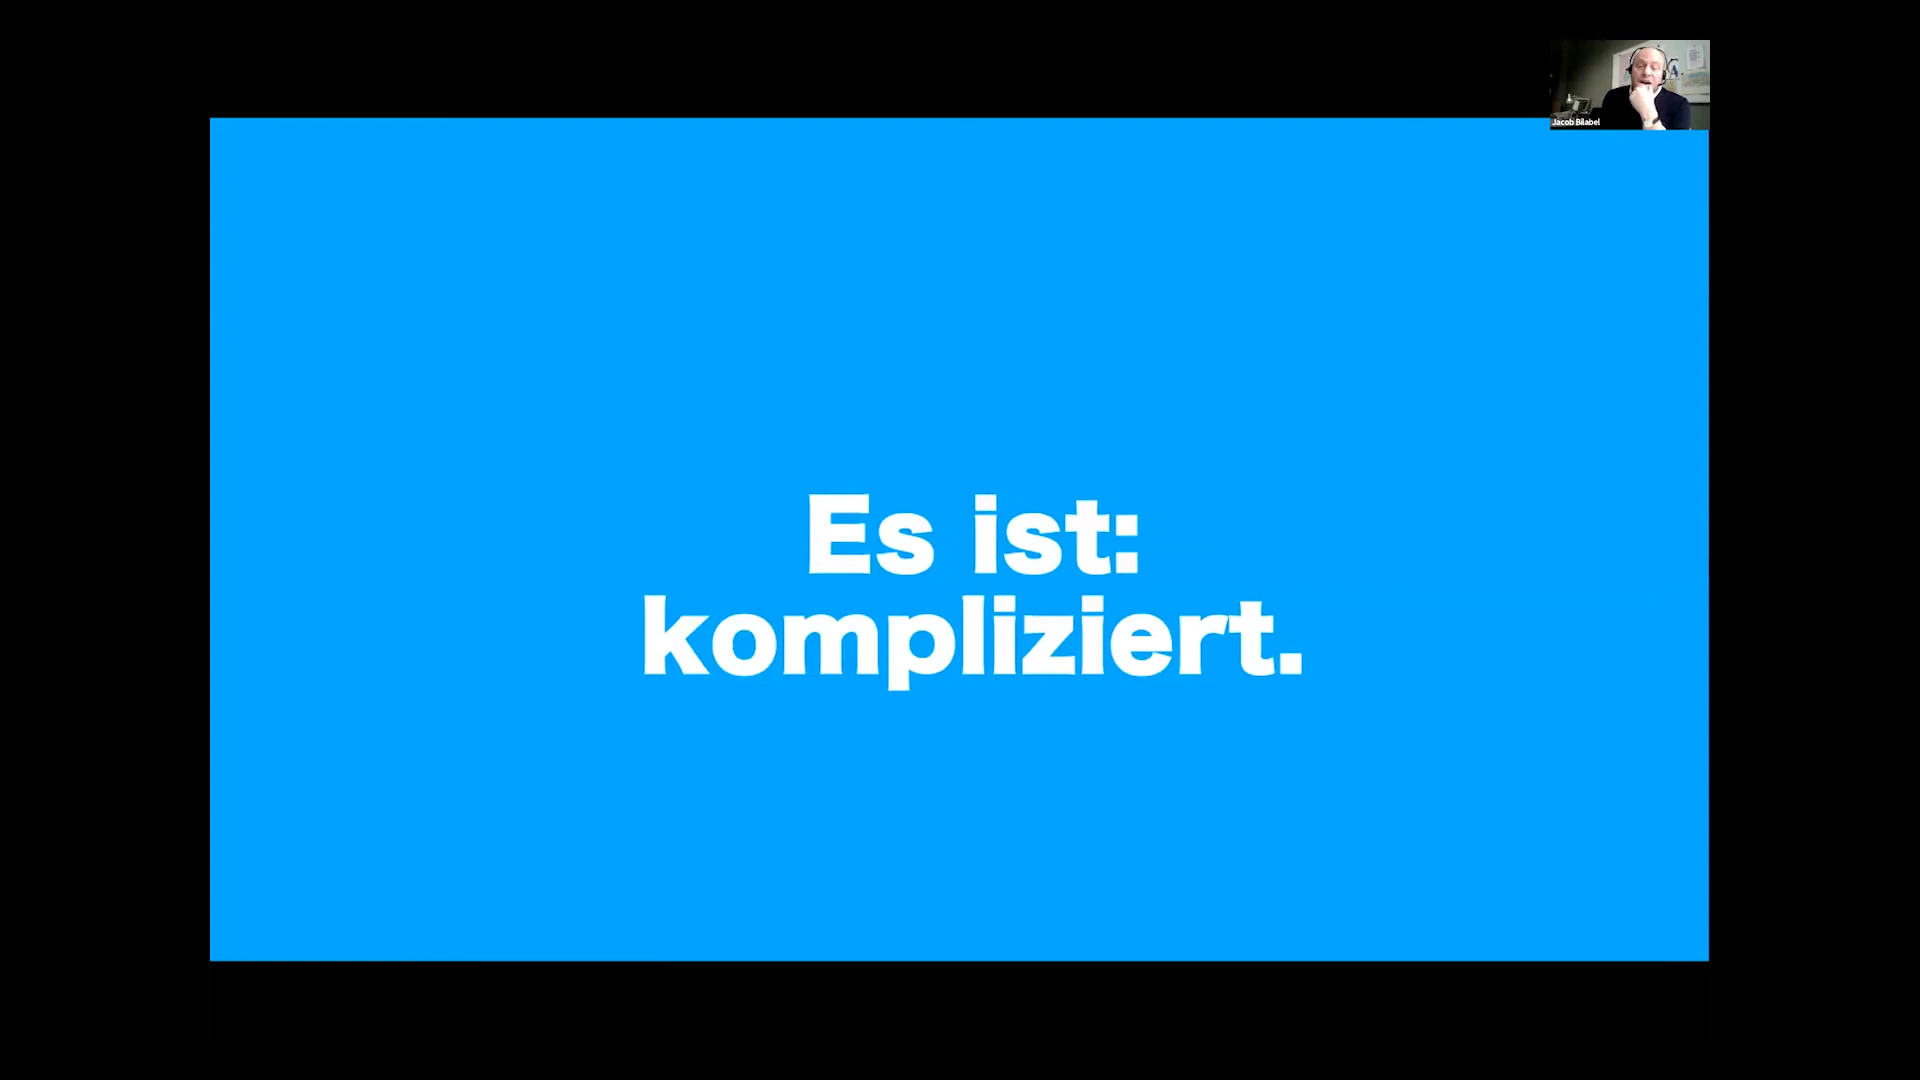 Jacob Bilabel
Es ist:
kompliziert.